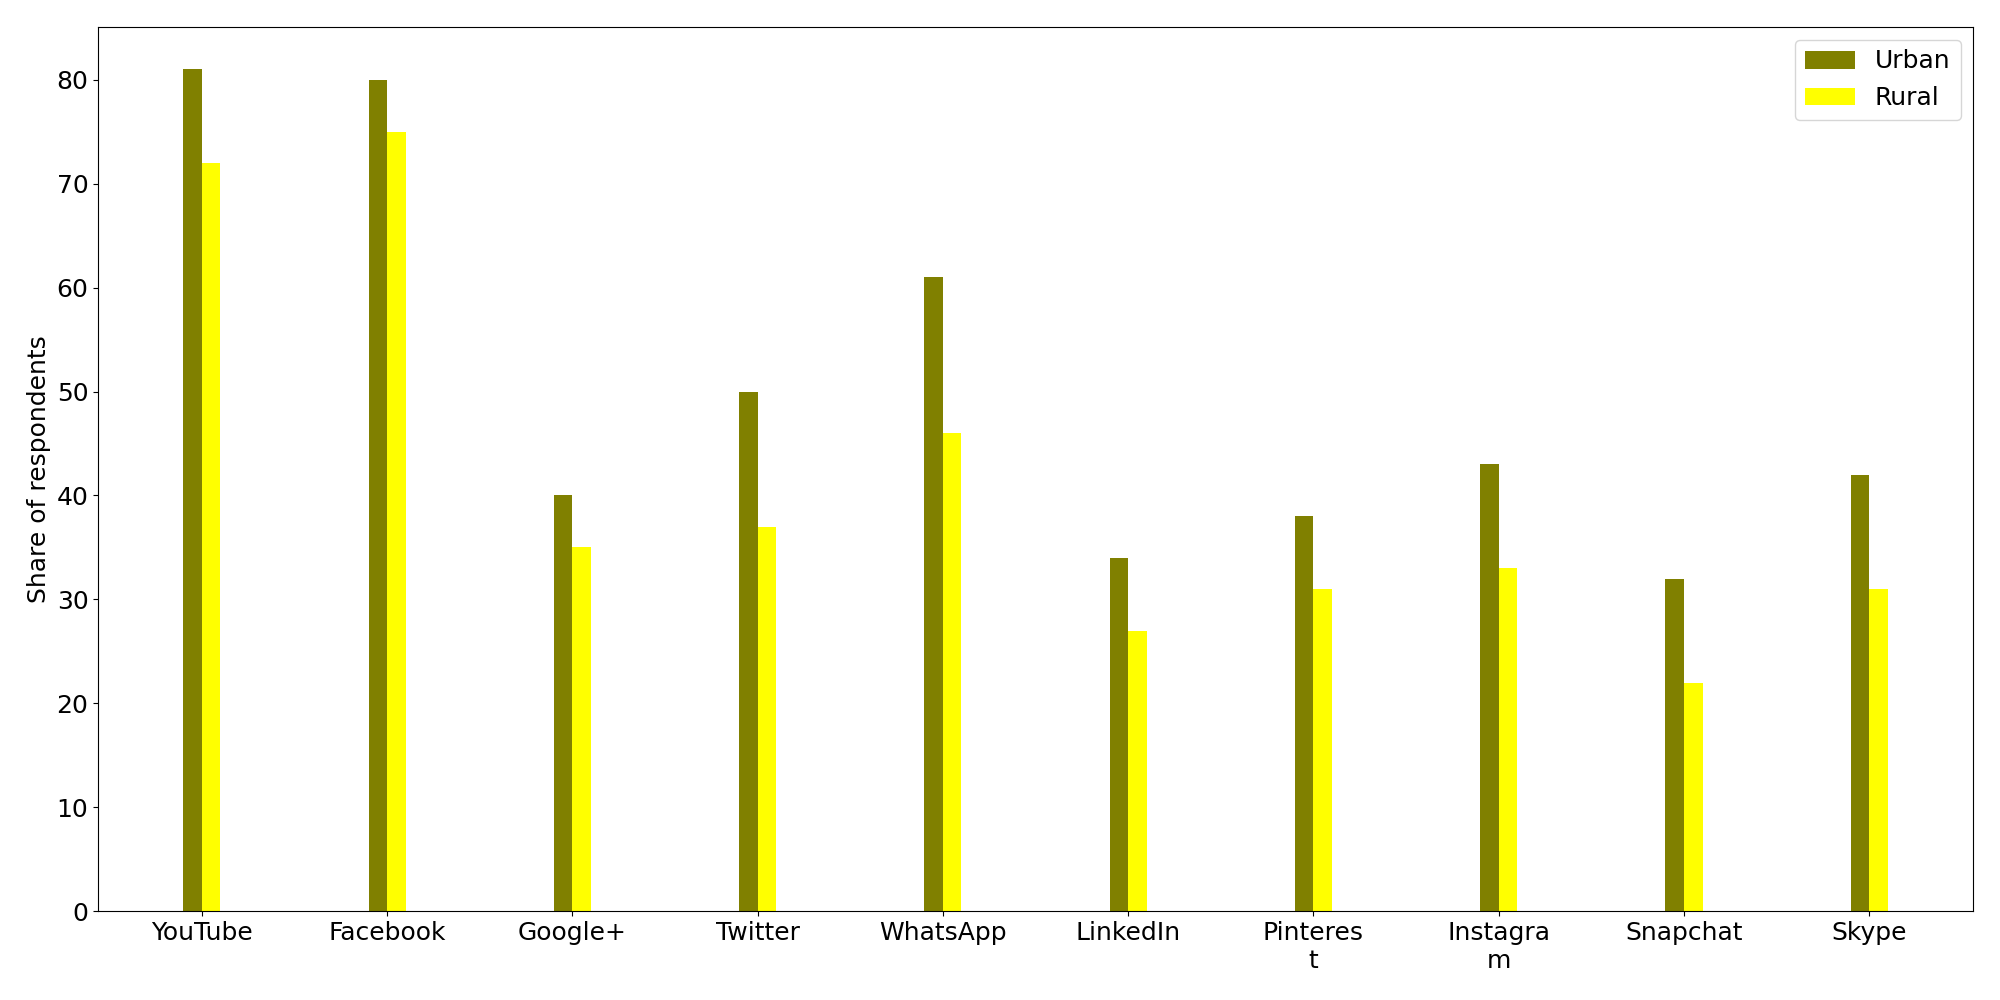 Urban
Rural
Share of respondents
80
70
60
50
40
30
20
10
0
YouTube
Facebook
Google+
Twitter
WhatsApp
LinkedIn
Pinteres
t
Instagra
m
Snapchat
Skype